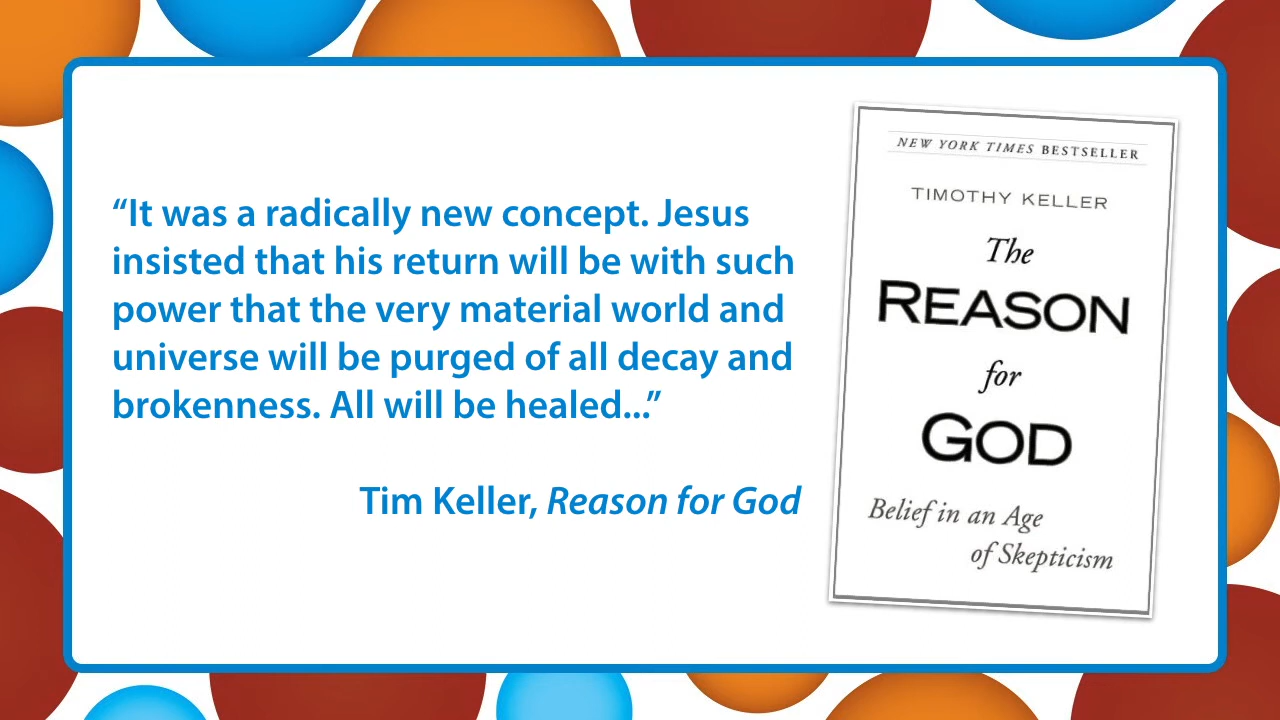 “It was a radically new concept. Jesus
insisted that his return will be with such
power that the very material world and
universe will be purged of all decay and
brokenness. All will be healed...”
Tim Keller, Reason for God
NEW YORK TIMES BESTSELLER
TIMOTHY KELLER
The
REASON
for
GOD
Belief in an Age
of Skepticism